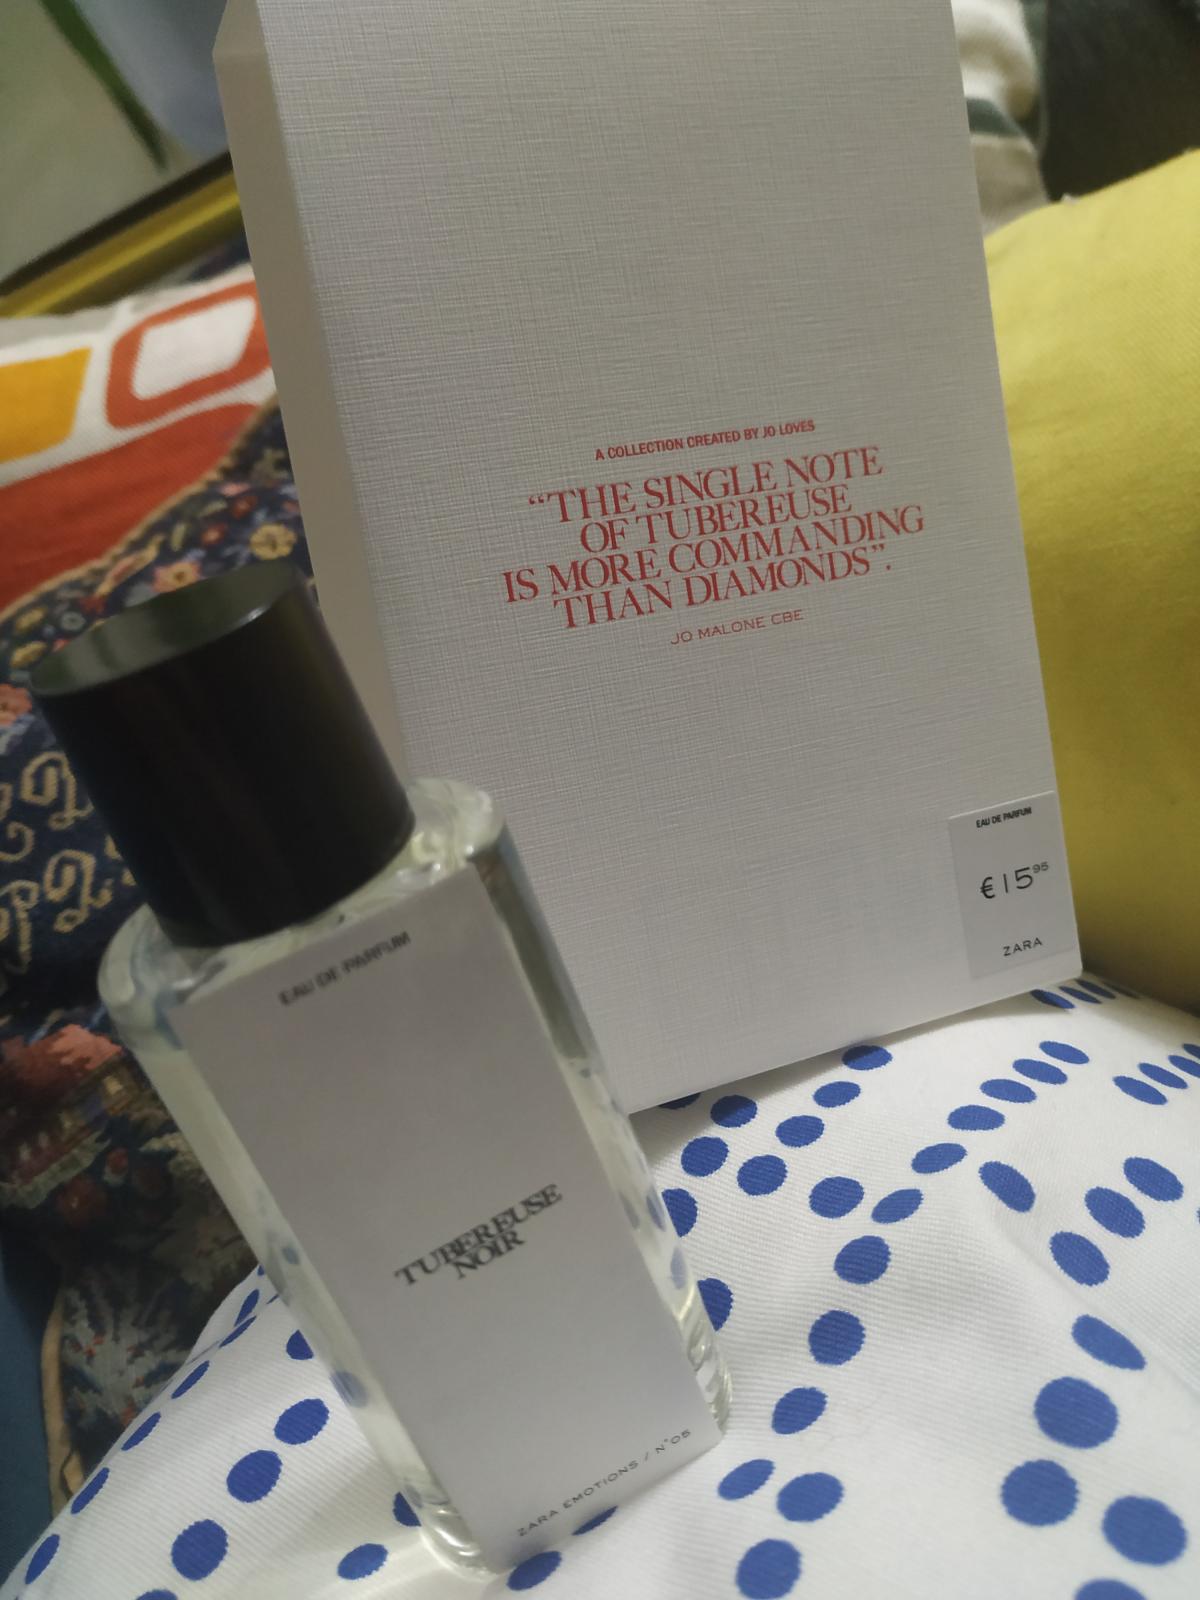 A COLLECTION CREATED BY JO LOVES
“THE SINGLE NOTE
OF TUBEREUSE
IS MORE COMMANDING
THAN DIAMONDS”.
JO MALONE CBE
EAU DE PARFUM
€15⁹⁵
ZARA
EAU DE PARFUM
TUBEREUSE
NOIR
ZARA EMOTIONS / N°05